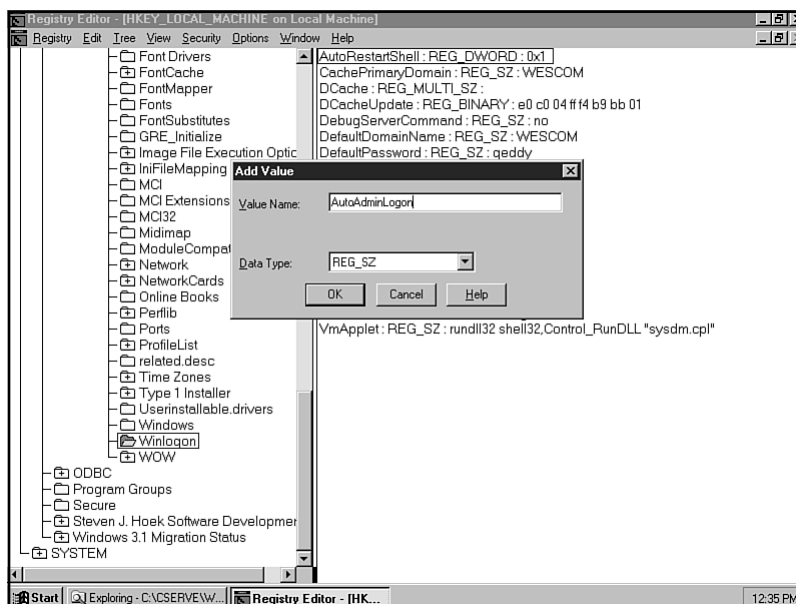 Registry Editor - [HKEY_LOCAL_MACHINE on Local Machine]
Registry Edit Tree View Security Options Window Help
Font Drivers
FontCache
FontMapper
Fonts
FontSubstitutes
GRE_Initialize
Image File Execution Optic
IniFileMapping
MCI
MCI Extensions
MCI32
Midimap
ModuleCompat
Network
NetworkCards
Online Books
Perflib
Ports
ProfileList
related.desc
Time Zones
Type 1 Installer
Userinstallable.drivers
Windows
Winlogon
WOW
ODBC
Program Groups
Secure
Steven J. Hoek Software Developmer
Windows 3.1 Migration Status
SYSTEM
AutoRestartShell : REG_DWORD : 0x1
CachePrimaryDomain : REG_SZ : WESCOM
DCache : REG_MULTI_SZ :
DCacheUpdate : REG_BINARY : e0 c0 04 ff f4 b9 bb 01
DebugServerCommand : REG_SZ : no
DefaultDomainName : REG_SZ : WESCOM
DefaultPassword : REG_SZ : qeddy
Add Value
Value Name: AutoAdminLogon
Data Type: REG_SZ
OK Cancel Help
VmApplet : REG_SZ : rundll32 shell32,Control_RunDLL "sysdm.cpl"
Start Exploring - C:\CSERVE\W... Registry Editor - [HK... 12:35 PM